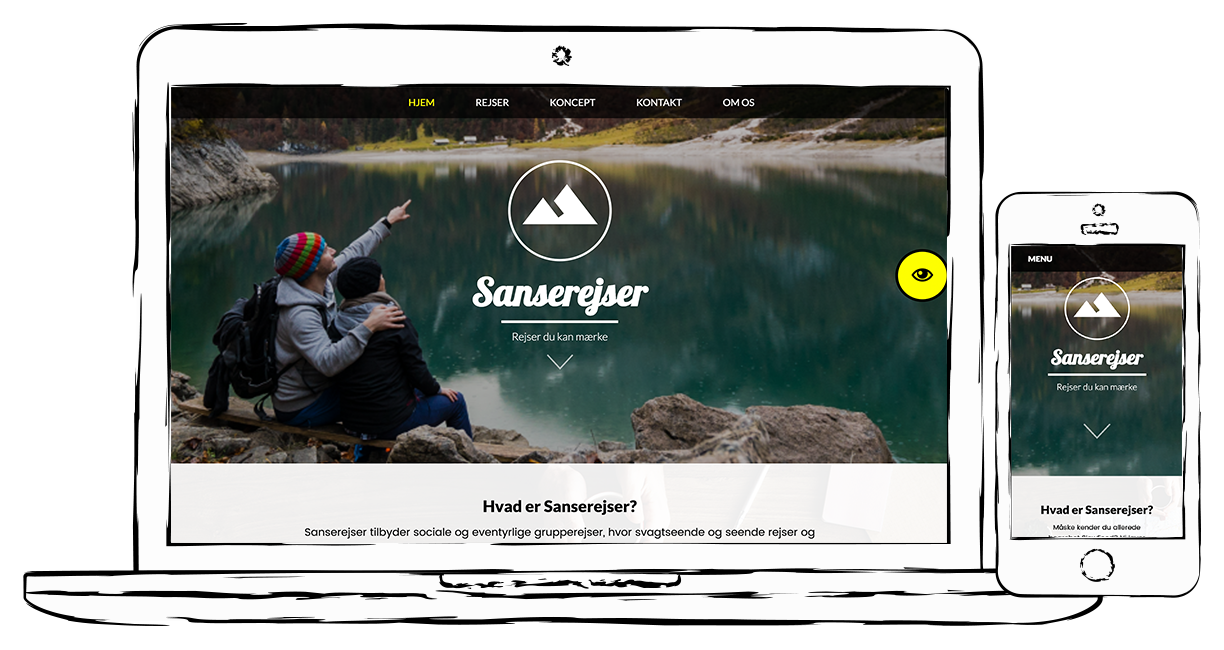 HJEM REJSER KONCEPT KONTAKT OM OS
Sanserejser
Rejser du kan mærke
Hvad er Sanserejser?
Sanserejser tilbyder sociale og eventyrlige grupperejser, hvor svagtseende og seende rejser og
MENU
Sanserejser
Rejser du kan mærke
Hvad er Sanserejser?
Måske kender du allerede